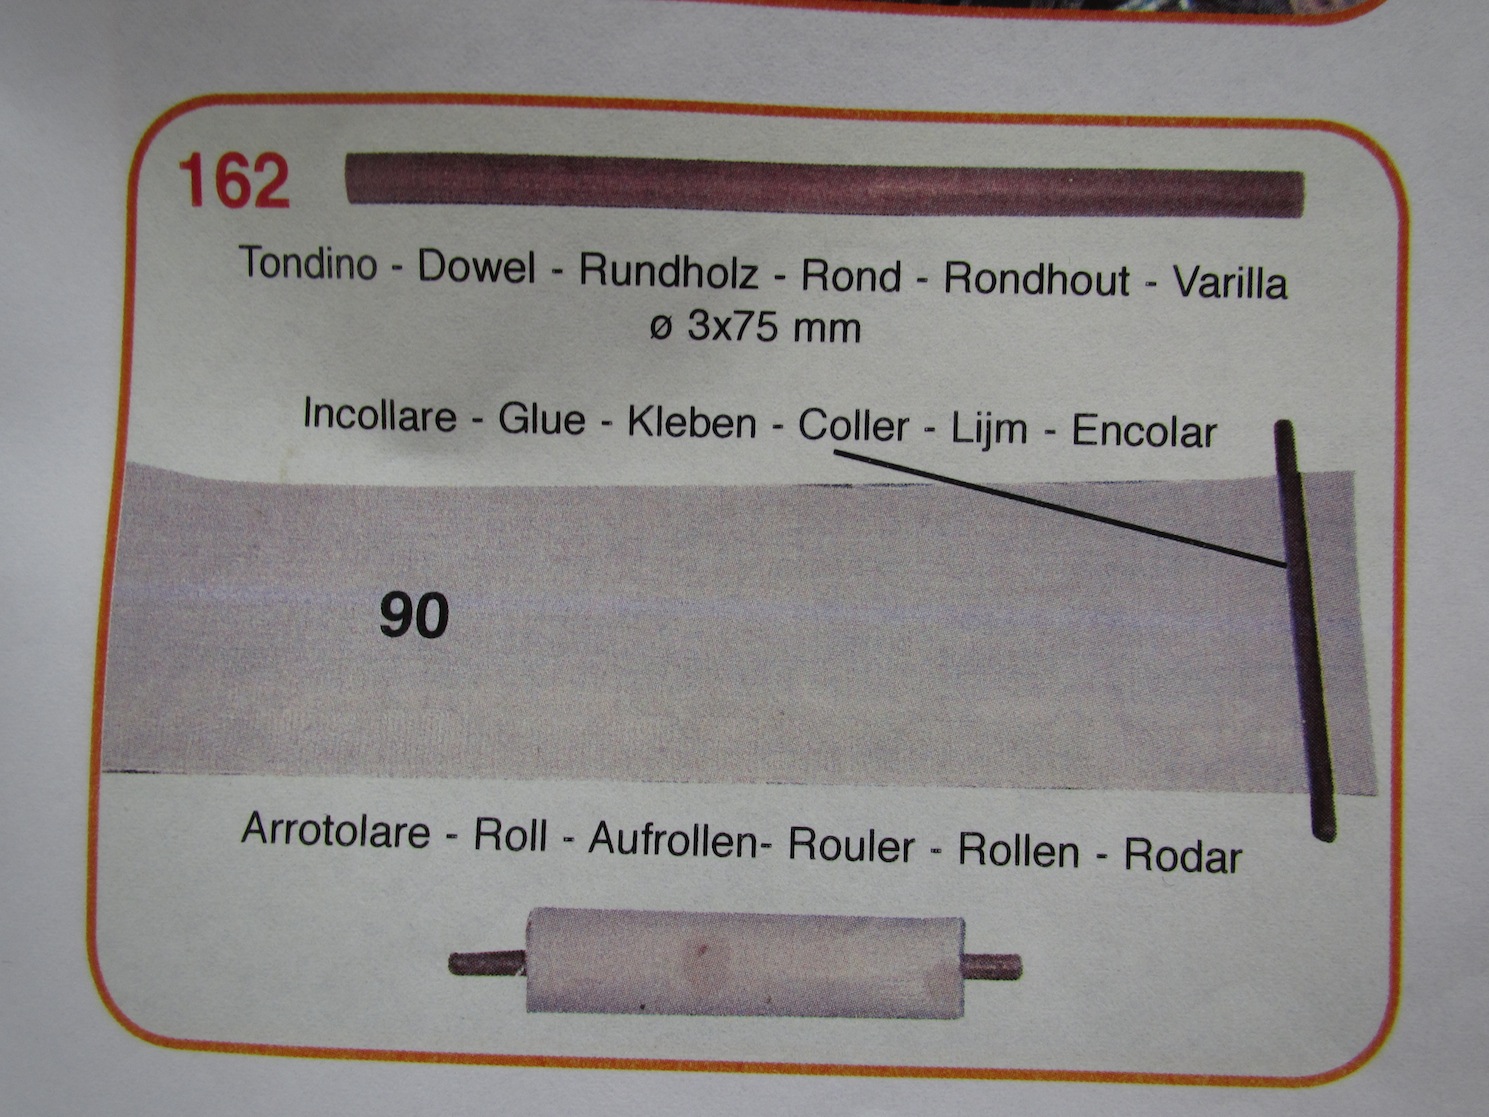 162
Tondino - Dowel - Rundholz - Rond - Rondhout - Varilla
ø 3x75 mm
Incollare - Glue - Kleben - Coller - Lijm - Encolar
90
Arrotolare - Roll - Aufrollen- Rouler - Rollen - Rodar